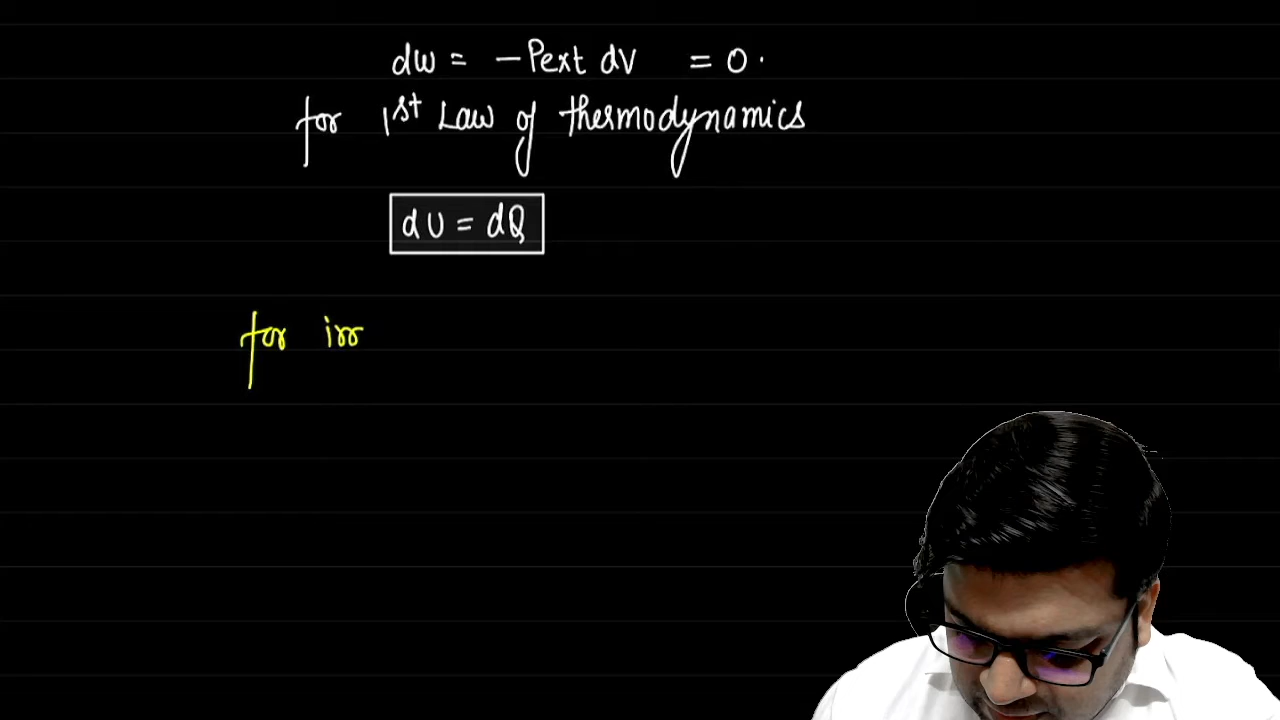 dw = -Pext dV = 0.
for 1st Law of thermodynamics
dU = dQ
for irr